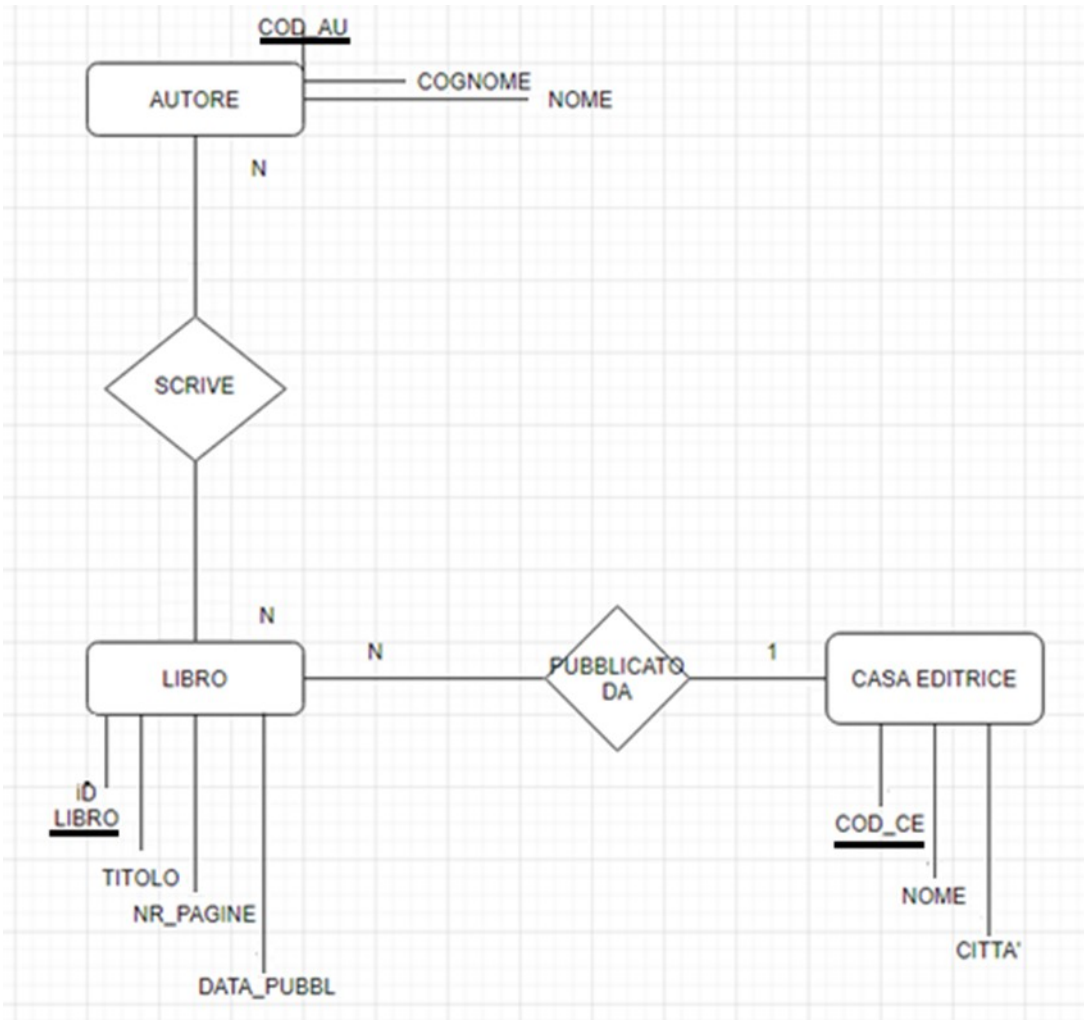 COD_AU
AUTORE
COGNOME
NOME
N
SCRIVE
N
LIBRO
N
PUBBLICATO
DA
1
CASA EDITRICE
iD
LIBRO
TITOLO
NR_PAGINE
DATA_PUBBL
COD_CE
NOME
CITTA'